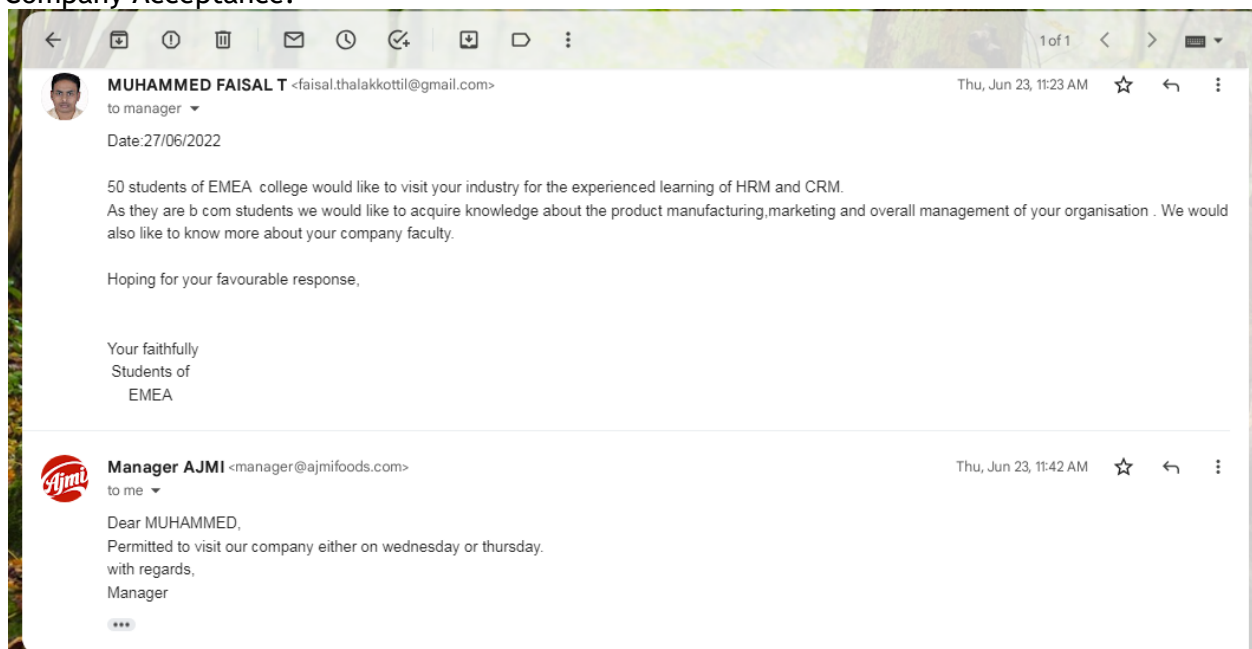 Company Acceptance:
1 of 1
MUHAMMED FAISAL T <faisal.thalakkottil@gmail.com>
Thu, Jun 23, 11:23 AM
to manager
Date:27/06/2022
50 students of EMEA college would like to visit your industry for the experienced learning of HRM and CRM.
As they are b com students we would like to acquire knowledge about the product manufacturing,marketing and overall management of your organisation . We would
also like to know more about your company faculty.
Hoping for your favourable response,
Your faithfully
Students of
EMEA
Ajmi
Manager AJMI <manager@ajmifoods.com>
Thu, Jun 23, 11:42 AM
to me
Dear MUHAMMED,
Permitted to visit our company either on wednesday or thursday.
with regards,
Manager